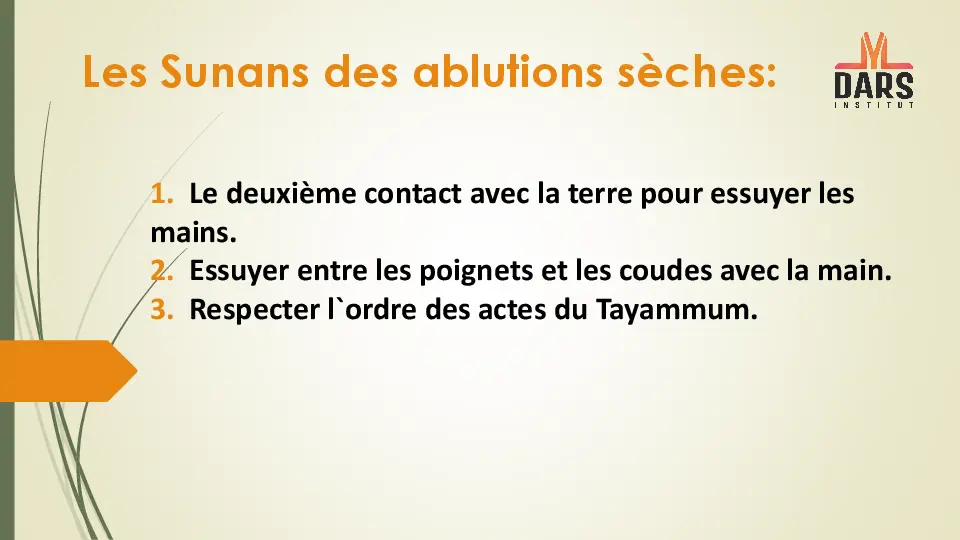 Les Sunans des ablutions sèches:
DARS
INSTITUT
1. Le deuxième contact avec la terre pour essuyer les
mains.
2. Essuyer entre les poignets et les coudes avec la main.
3. Respecter l`ordre des actes du Tayammum.